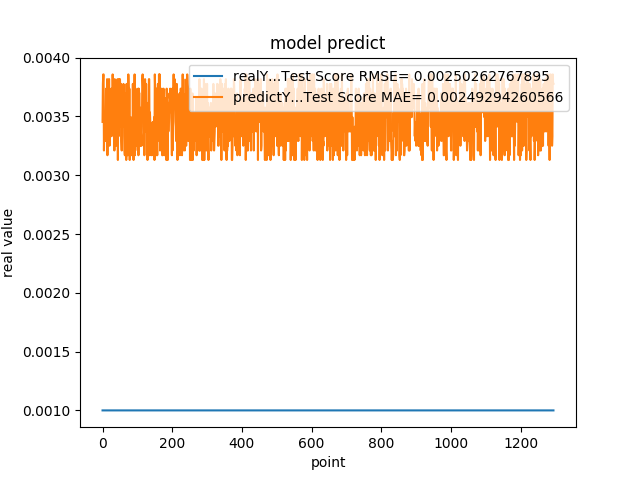 model predict
realY...Test Score RMSE= 0.00250262767895
predictY...Test Score MAE= 0.00249294260566
0.0040
0.0035
0.0030
0.0025
0.0020
0.0015
0.0010
real value
0 200 400 600 800 1000 1200
point